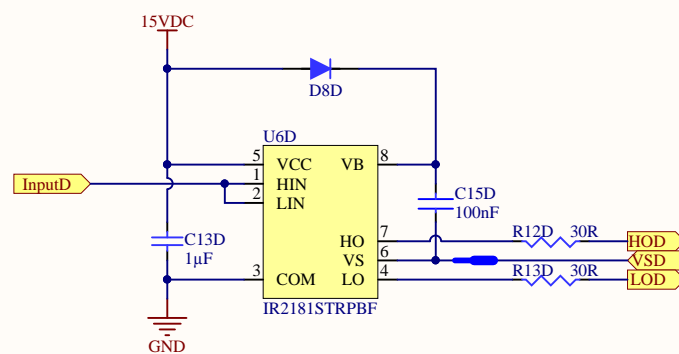 15VDC
D8D
U6D
5 VCC VB 8
1 HIN
InputD
2 LIN
C15D
100nF
C13D
1µF
7 HO R12D 30R HOD
VS 6 VSD
3 COM LO 4 R13D 30R LOD
IR2181STRPBF
GND